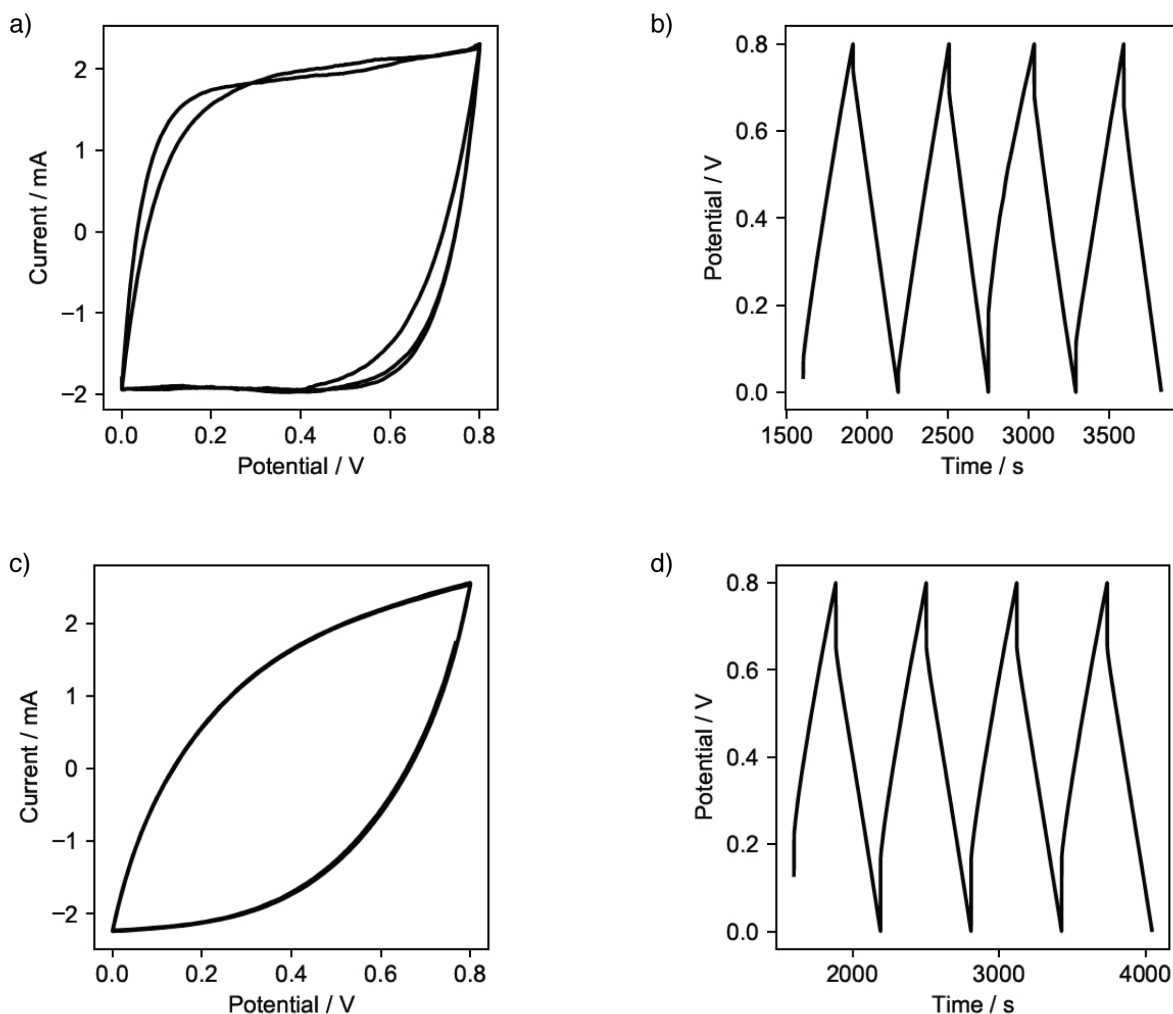 a)
Current / mA
2
1
0
−1
−2
0.0 0.2 0.4 0.6 0.8
Potential / V
b)
Potential / V
0.8
0.6
0.4
0.2
0.0
1500 2000 2500 3000 3500
Time / s
c)
Current / mA
2
1
0
−1
−2
0.0 0.2 0.4 0.6 0.8
Potential / V
d)
Potential / V
0.8
0.6
0.4
0.2
0.0
2000 3000 4000
Time / s